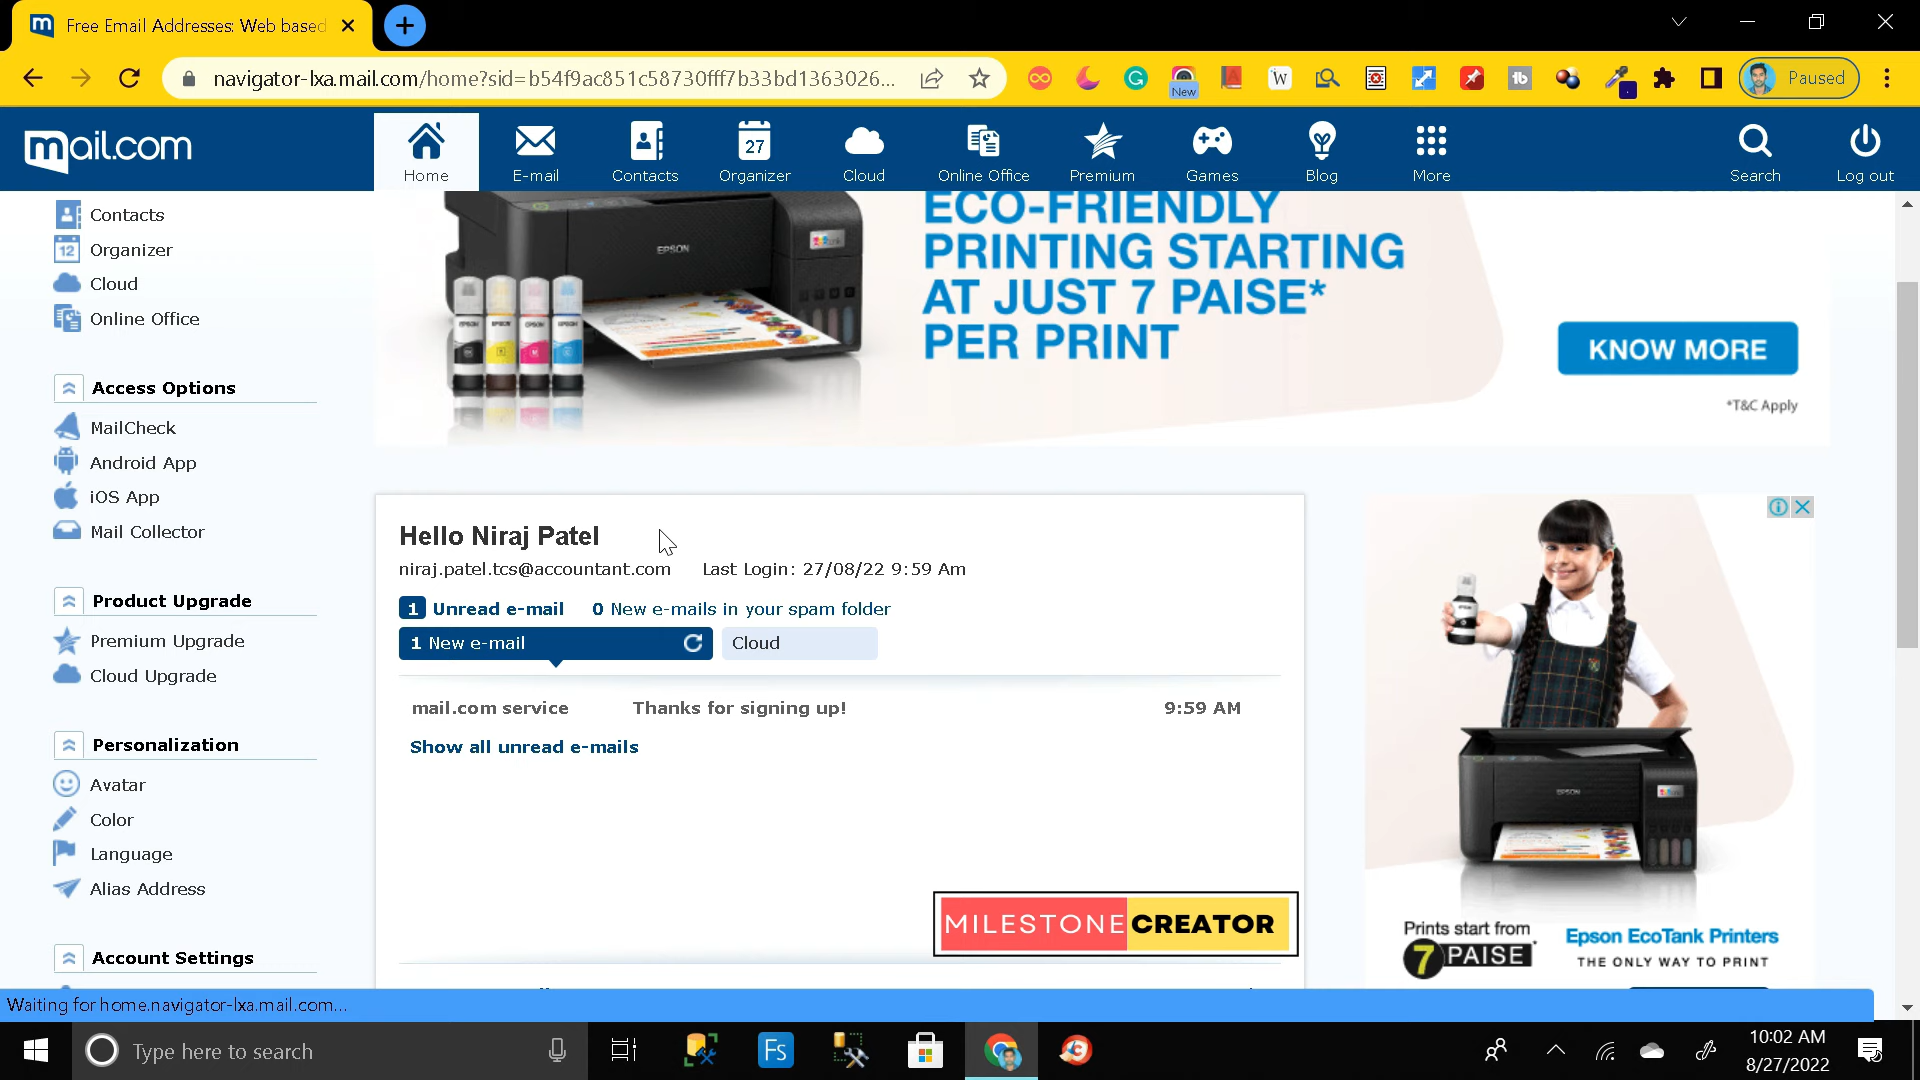 Free Email Addresses: Web based
navigator-lxa.mail.com/home?sid=b54f9ac851c58730fff7b33bd1363026...
New
W
1b
Paused
mail.com
Home
E-mail
Contacts
27
Organizer
Cloud
Online Office
Premium
Games
Blog
More
Search
Log out
Contacts
12 Organizer
Cloud
Online Office
Access Options
MailCheck
Android App
iOS App
Mail Collector
Product Upgrade
Premium Upgrade
Cloud Upgrade
Personalization
Avatar
Color
Language
Alias Address
Account Settings
EPSON
ECO-FRIENDLY
PRINTING STARTING
AT JUST 7 PAISE*
PER PRINT
KNOW MORE
*T&C Apply
Hello Niraj Patel
niraj.patel.tcs@accountant.com Last Login: 27/08/22 9:59 Am
1 Unread e-mail 0 New e-mails in your spam folder
1 New e-mail Cloud
mail.com service Thanks for signing up! 9:59 AM
Show all unread e-mails
MILESTONE CREATOR
EPSON
Prints start from
7 PAISE*
Epson EcoTank Printers
THE ONLY WAY TO PRINT
Waiting for home.navigator-lxa.mail.com...
Type here to search
Fs
10:02 AM
8/27/2022